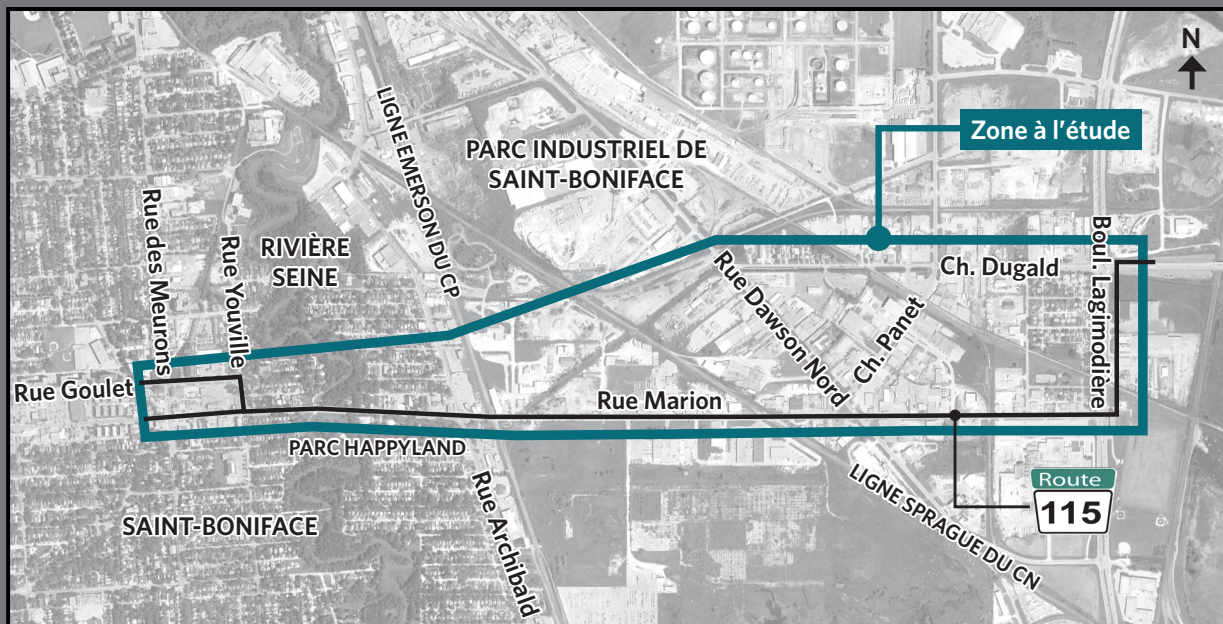 N
Zone à l'étude
LIGNE EMERSON DU CP
PARC INDUSTRIEL DE
SAINT-BONIFACE
Rue des Meurons
Rue Youville
RIVIÈRE
SEINE
Boul. Lagimodière
Ch. Dugald
Rue Dawson Nord
Ch. Panet
Rue Goulet
Rue Marion
PARC HAPPYLAND
Rue Archibald
LIGNE SPRAGUE DU CN
Route
115
SAINT-BONIFACE